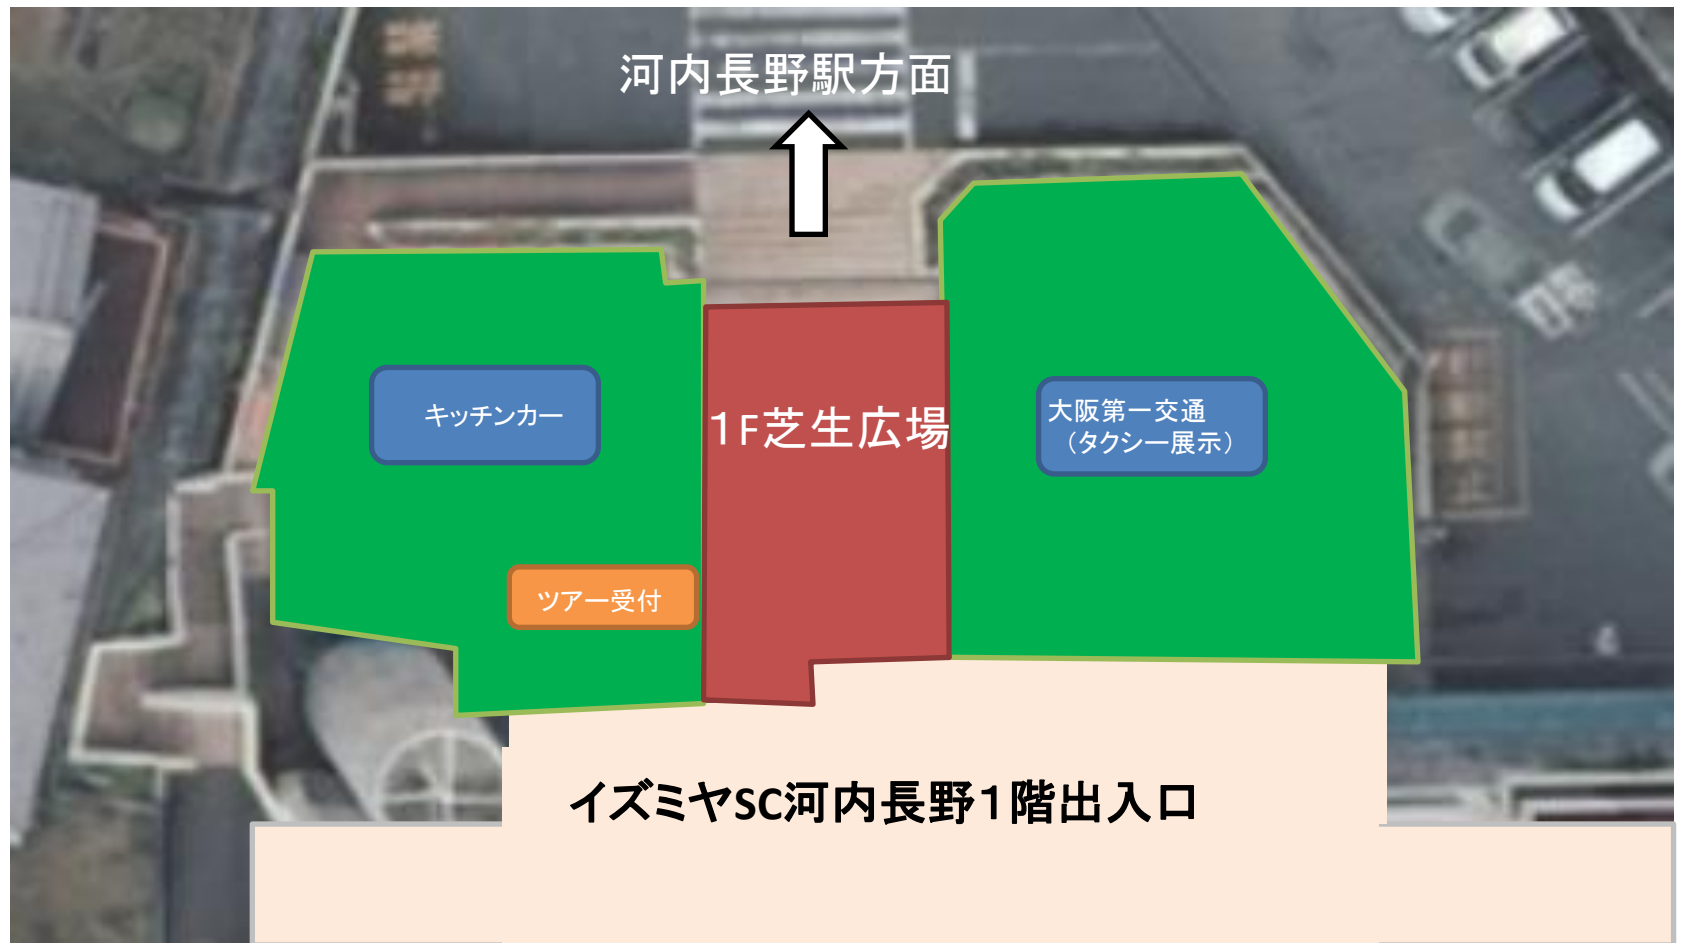 河内長野駅方面
キッチンカー
1F芝生広場
大阪第一交通
（タクシー展示）
ツアー受付
イズミヤSC河内長野1階出入口